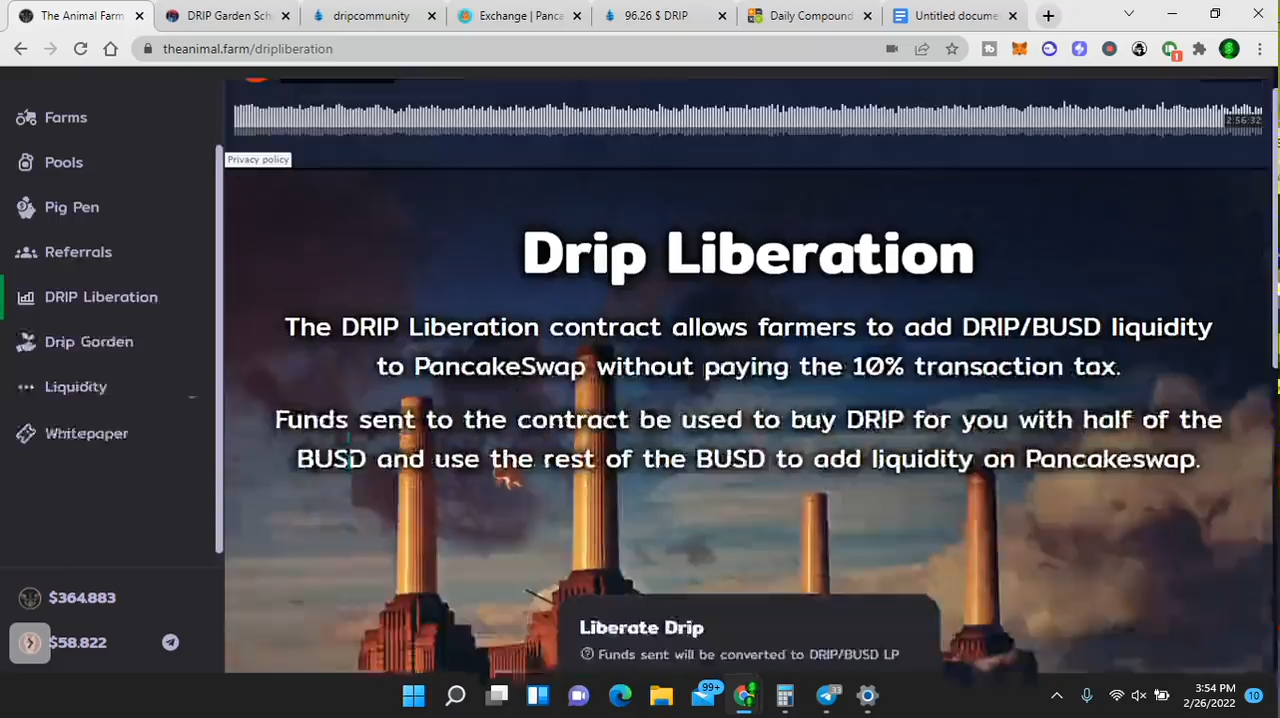 The Animal Farm
DRIP Garden Sch
dripcommunity
Exchange | Panca
96.26 $ DRIP
Daily Compound
Untitled docume
theanimal.farm/dripliberation
1
Farms
Pools
Pig Pen
Referrals
DRIP Liberation
Drip Garden
Liquidity
Whitepaper
$364.883
$58.822
2:56:32
Privacy policy
Drip Liberation
The DRIP Liberation contract allows farmers to add DRIP/BUSD liquidity
to PancakeSwap without paying the 10% transaction tax.
Funds sent to the contract be used to buy DRIP for you with half of the
BUSD and use the rest of the BUSD to add liquidity on Pancakeswap.
Liberate Drip
Funds sent will be converted to DRIP/BUSD LP
99+
33
3:54 PM
2/26/2022
10